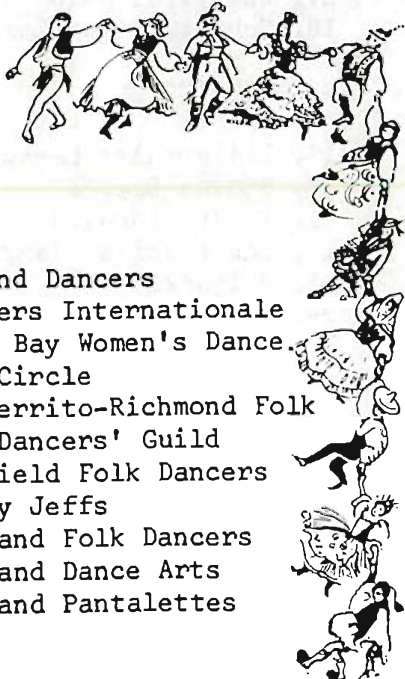 nd Dancers
ers Internationale
Bay Women's Dance.
Circle
errito-Richmond Folk
Dancers' Guild
ield Folk Dancers
y Jeffs
and Folk Dancers
and Dance Arts
and Pantalettes